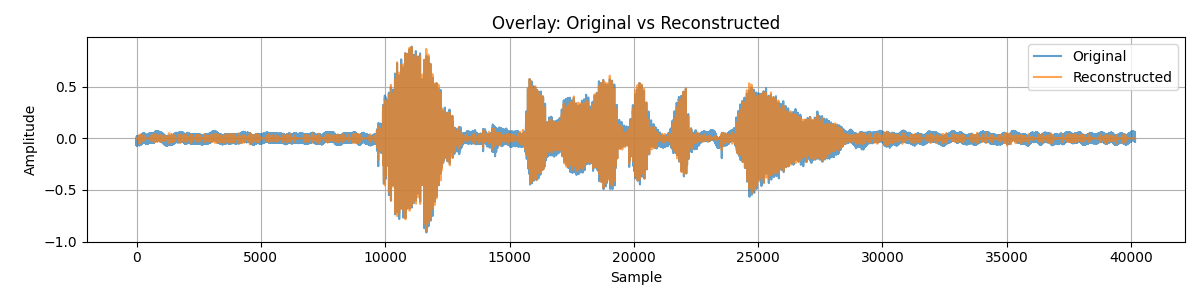 Overlay: Original vs Reconstructed
Original
Reconstructed
Amplitude
0.5
0.0
−0.5
−1.0
0 5000 10000 15000 20000 25000 30000 35000 40000
Sample